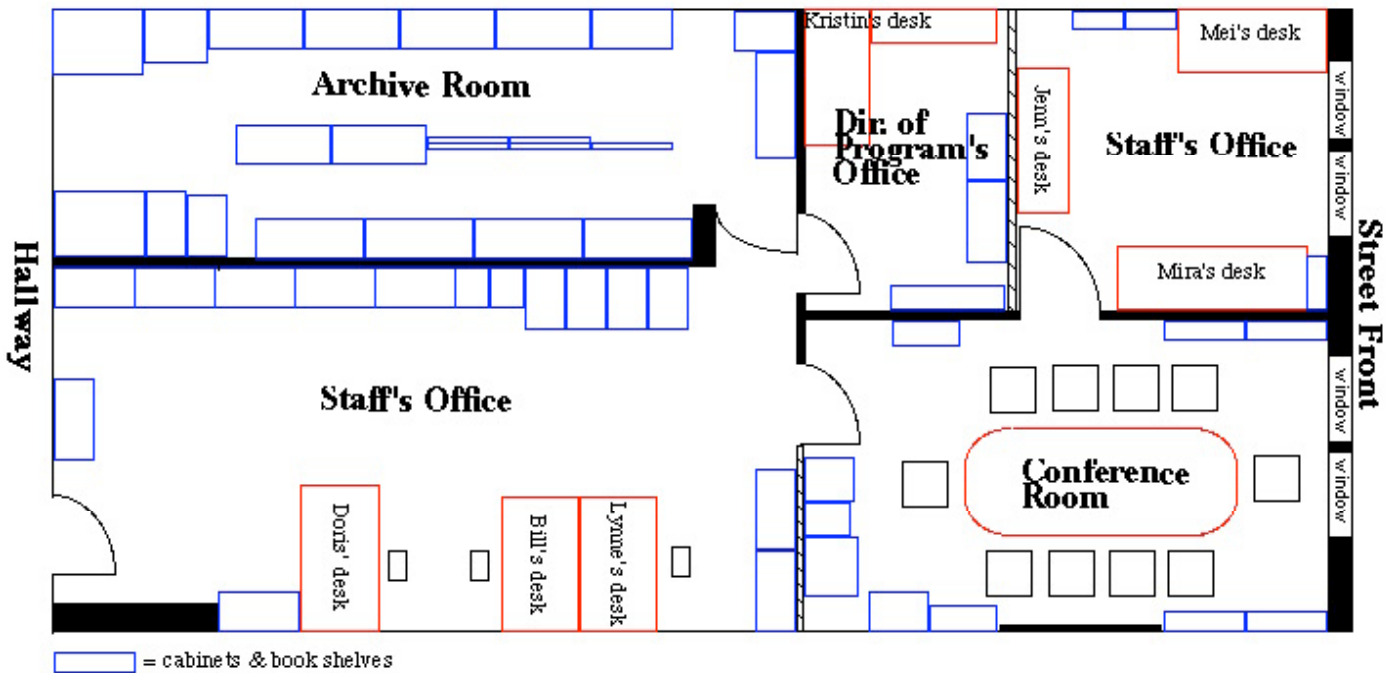 Kristin's desk
Mei's desk
Archive Room
window
Jenn's desk
Dir. of
Program's
Office
Staff's Office
window
Hallway
Street Front
Mira's desk
window
Staff's Office
window
Conference
Room
Doris' desk
Bill's desk
Lynne's desk
= cabinets & book shelves